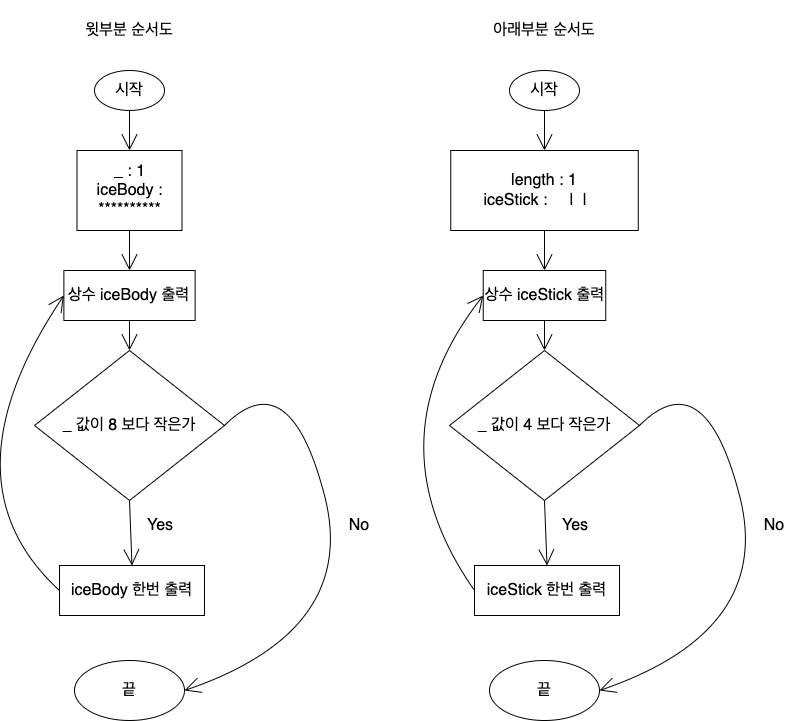 윗부분 순서도
시작
_ : 1
iceBody :
**********
상수 iceBody 출력
_ 값이 8 보다 작은가
Yes
No
iceBody 한번 출력
끝
아래부분 순서도
시작
length : 1
iceStick :    | |
상수 iceStick 출력
_ 값이 4 보다 작은가
Yes
No
iceStick 한번 출력
끝